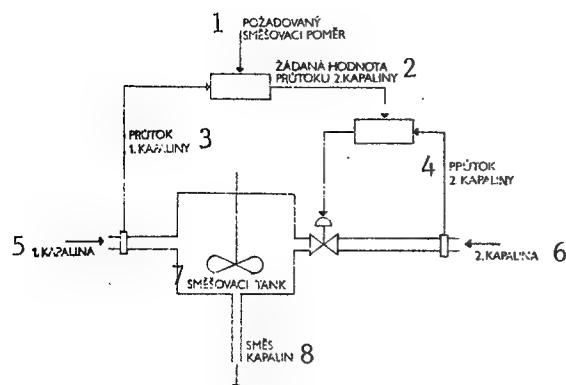 1 POŽADOVANÝ
SMĚŠOVACÍ POMĚR
ŽÁDANÁ HODNOTA
PRŮTOKU 2.KAPALINY 2
PRŮTOK
1. KAPALINY 3
4 PPŮTOK
2. KAPALINY
5 1. KAPALINA
2. KAPALINA 6
7
SMĚŠOVACÍ TANK
SMĚS
KAPALIN 8